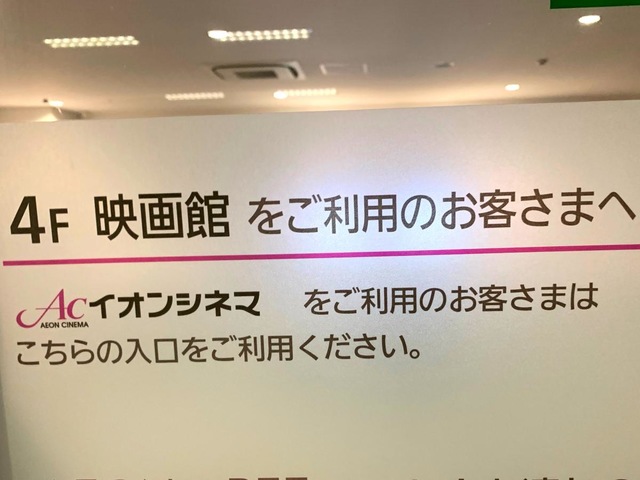 4F 映画館 をご利用のお客さまへ
Ac イオンシネマ をご利用のお客さまは
AEON CINEMA
こちらの入口をご利用ください。